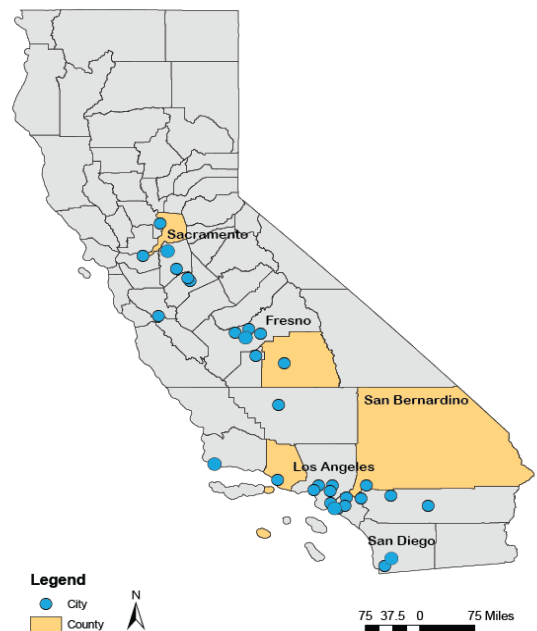 Sacramento
Fresno
San Bernardino
Los Angeles
San Diego
Legend
City
County
N
75 37.5 0 75 Miles